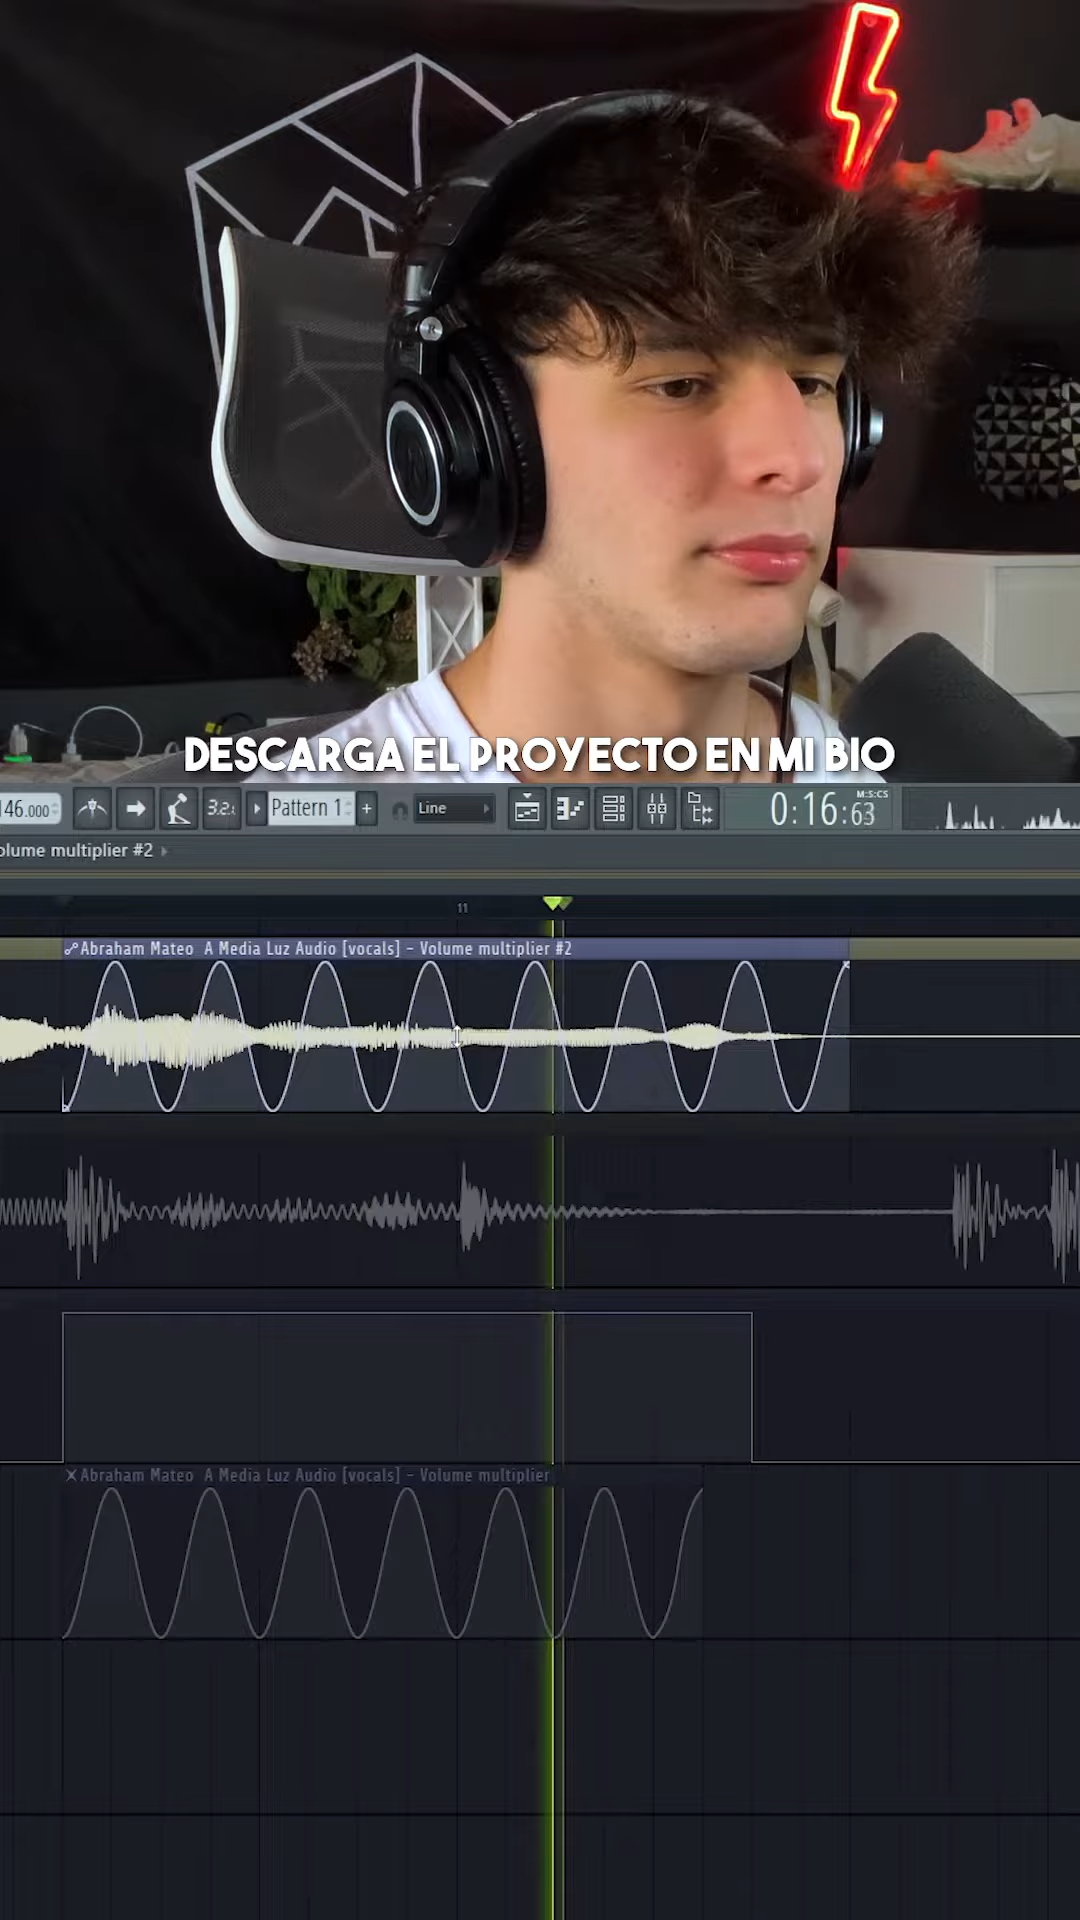 DESCARGA EL PROYECTO EN MI BIO
146.000
3.2.
Pattern 1
+
Line
0:16:63
M:S:CS
olume multiplier #2
11
Abraham Mateo A Media Luz Audio [vocals] - Volume multiplier #2
Abraham Mateo A Media Luz Audio [vocals] - Volume multiplier